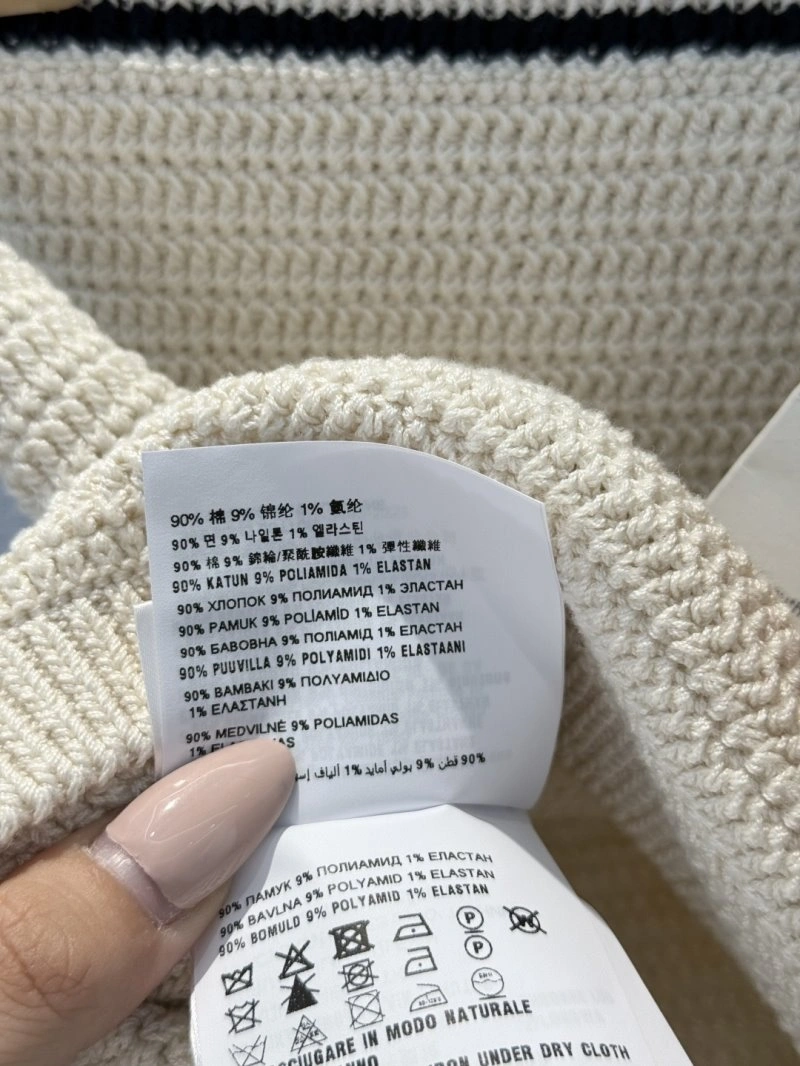 90% 棉 9% 锦纶 1% 氨纶
90% 면 9% 나일론 1% 엘라스틴
90% 棉 9% 錦綸/聚酰胺纖維 1% 彈性纖維
90% KATUN 9% POLIAMIDA 1% ELASTAN
90% ХЛОПОК 9% ПОЛИАМИД 1% ЭЛАСТАН
90% PAMUK 9% POLİAMİD 1% ELASTAN
90% БАВОВНА 9% ПОЛІАМІД 1% ЕЛАСТАН
90% PUUVILLA 9% POLYAMIDI 1% ELASTAANI
90% ΒΑΜΒΑΚΙ 9% ΠΟΛΥΑΜΙΔΙΟ
1% ΕΛΑΣΤΑΝΗ
90% MEDVILNĖ 9% POLIAMIDAS
1%
90% قطن 9% بولي أمايد 1% ألياف
90% ПАМУК 9% ПОЛИАМИД 1% ЕЛАСТАН
90% BAVLNA 9% POLYAMID 1% ELASTAN
90% BOMULD 9% POLYAMID 1% ELASTAN
P
P
IN MODO NATURALE
UNDER DRY CLOTH